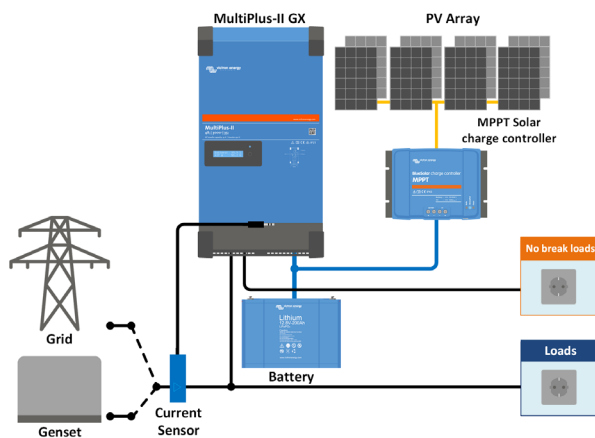 MultiPlus-II GX
PV Array
victron energy
MultiPlus-II
MPPT Solar
charge controller
victron energy
BlueSolar charge controller
MPPT
No break loads
Lithium
Grid
Battery
Loads
Genset
Current
Sensor